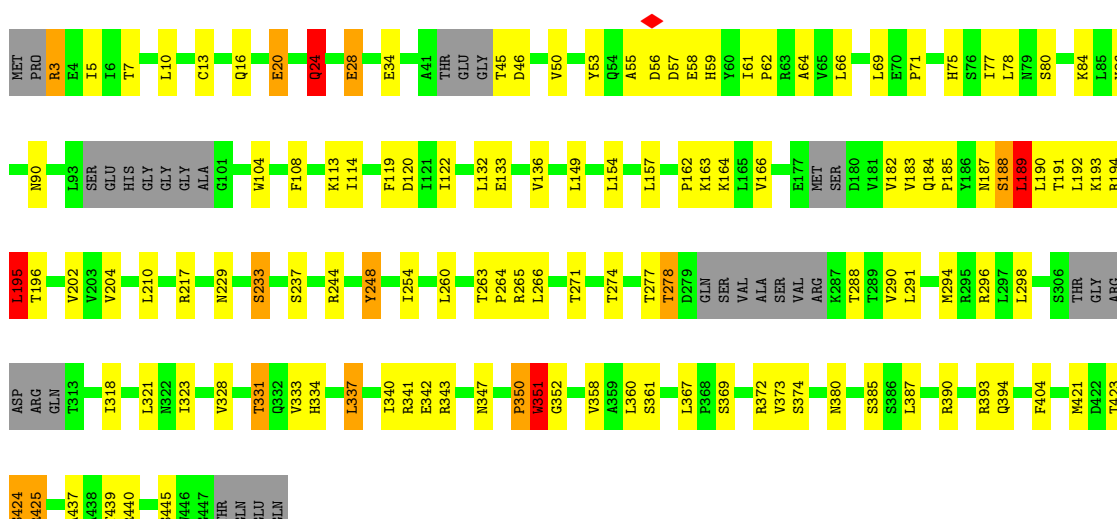 MET PRO R3 E4 I5 I6 T7 L10 C13 Q16 E20 Q24 E28 E34 A41 THR GLU GLY T45 D46 V50 Y53 Q54 A55 D56 D57 E58 H59 Y60 I61 P62 R63 A64 V65 L66 L69 E70 P71 H75 S76 I77 L78 N79 S80 K84 L85
N90 L93 SER GLU HIS GLY GLY GLY ALA G101 W104 F108 K113 I114 F119 D120 I121 I122 L132 E133 V136 L149 L154 L157 P162 K163 K164 L165 V166 E177 MET SER D180 V181 V182 V183 Q184 P185 Y186 N187 S188 L189 L190 T191 L192 K193 R194
L195 T196 V202 V203 V204 L210 R217 N229 S233 S237 R244 Y248 I254 L260 T263 P264 R265 L266 T271 T274 T277 T278 D279 GLN SER VAL ALA SER VAL ARG K287 T288 T289 V290 L291 M294 R295 R296 L297 L298 S306 THR GLY ARG
ASP ARG GLN T313 I318 L321 N322 I323 V328 T331 Q332 V333 H334 L337 I340 R341 E342 R343 N347 P350 W351 G352 V358 A359 L360 S361 L367 P368 S369 R372 V373 S374 N380 S385 S386 L387 R390 R393 Q394 F404 M421 D422 T423
GLN GLU GLN